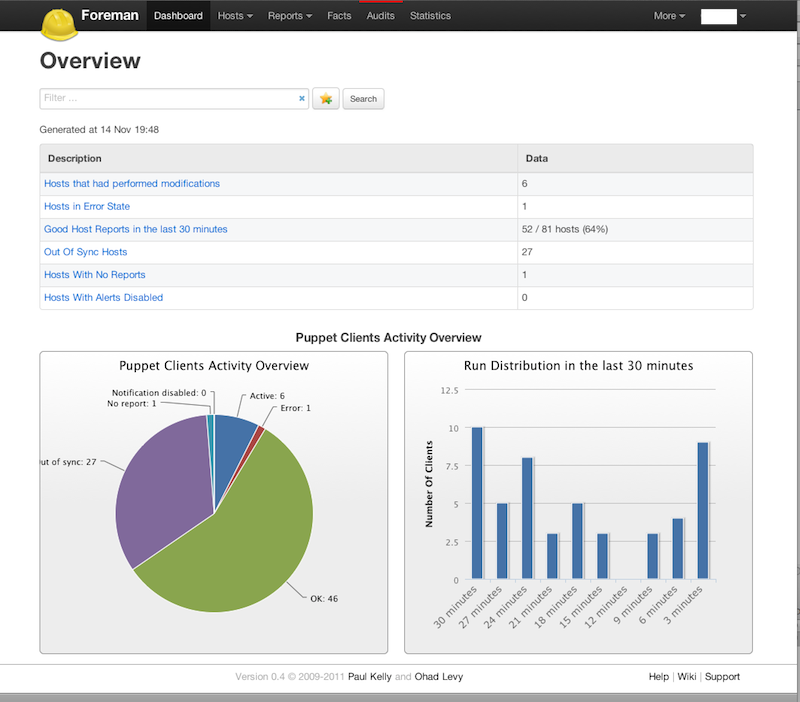 Foreman Dashboard Hosts Reports Facts Audits Statistics More
Overview
Filter ...
Search
Generated at 14 Nov 19:48
Description Data
Hosts that had performed modifications 6
Hosts in Error State 1
Good Host Reports in the last 30 minutes 52 / 81 hosts (64%)
Out Of Sync Hosts 27
Hosts With No Reports 1
Hosts With Alerts Disabled 0
Puppet Clients Activity Overview
Puppet Clients Activity Overview
Notification disabled: 0
Active: 6
No report: 1
Error: 1
ut of sync: 27
OK: 46
Run Distribution in the last 30 minutes
Number Of Clients
12.5
10
7.5
5
2.5
0
30 minutes
27 minutes
24 minutes
21 minutes
18 minutes
15 minutes
12 minutes
9 minutes
6 minutes
3 minutes
Version 0.4 © 2009-2011 Paul Kelly and Ohad Levy
Help | Wiki | Support